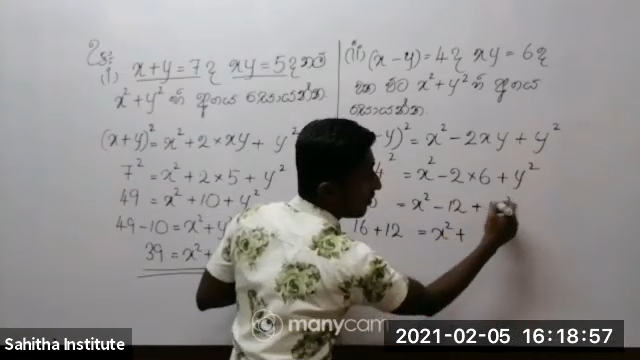 උදා:
(i) x+y=7 ද xy=5 ද නම්
x²+y² හි අගය සොයන්න.
(x+y)² = x²+2×xy+ y²
7² = x²+2×5+y²
49 = x²+10+y²
49-10 = x²+y
39 = x²+
(ii) (x-y)=4 ද xy=6 ද
වන විට x²+y² හි අගය
සොයන්න.
-y)² = x²-2xy+y²
4² = x²-2×6+y²
= x²-12+
16+12 = x²+
manycam
Sahitha Institute
2021-02-05 16:18:57